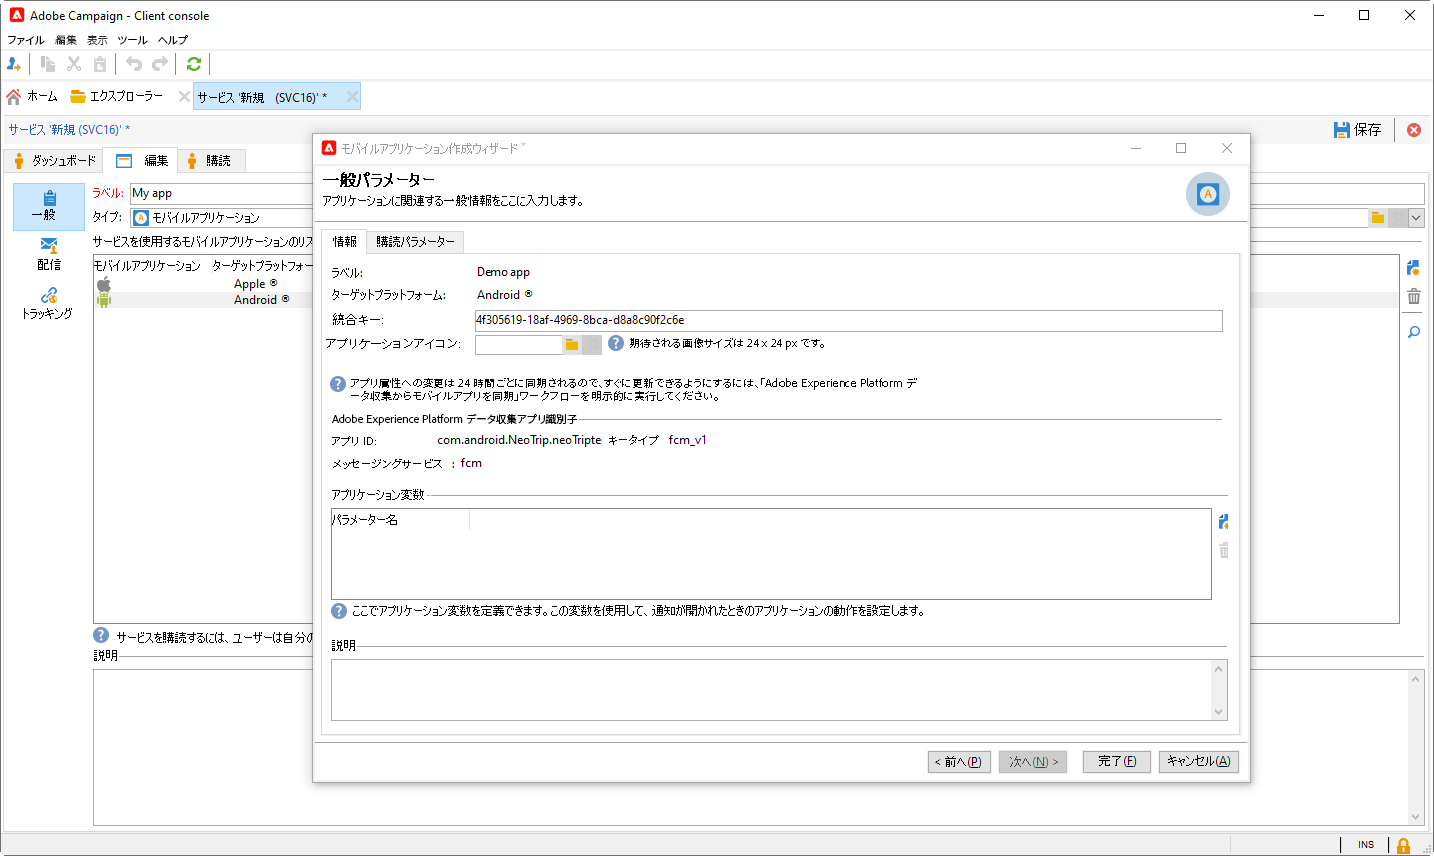 Adobe Campaign - Client console
ファイル 編集 表示 ツール ヘルプ
ホーム エクスプローラー サービス '新規 (SVC16)' *
サービス '新規 (SVC16)' *
保存
ダッシュボード 編集 購読
一般
配信
トラッキング
ラベル: My app
タイプ: モバイルアプリケーション
サービスを使用するモバイルアプリケーションのリス
モバイルアプリケーション ターゲットプラットフォー
Apple ®
Android ®
サービスを購読するには、ユーザーは自分の
説明
モバイルアプリケーション作成ウィザード *
一般パラメーター
アプリケーションに関連する一般情報をここに入力します。
情報 購読パラメーター
ラベル: Demo app
ターゲットプラットフォーム: Android ®
統合キー: 4f305619-18af-4969-8bca-d8a8c90f2c6e
アプリケーションアイコン: 期待される画像サイズは 24 x 24 px です。
アプリ属性への変更は 24 時間ごとに同期されるので、すぐに更新できるようにするには、「Adobe Experience Platform デ
ータ収集からモバイルアプリを同期」ワークフローを明示的に実行してください。
Adobe Experience Platform データ収集アプリ識別子
アプリ ID: com.android.NeoTrip.neoTripte キータイプ fcm_v1
メッセージングサービス : fcm
アプリケーション変数
パラメーター名
ここでアプリケーション変数を定義できます。この変数を使用して、通知が開かれたときのアプリケーションの動作を設定します。
説明
< 前へ(P) 次へ(N) > 完了(F) キャンセル(A)
INS